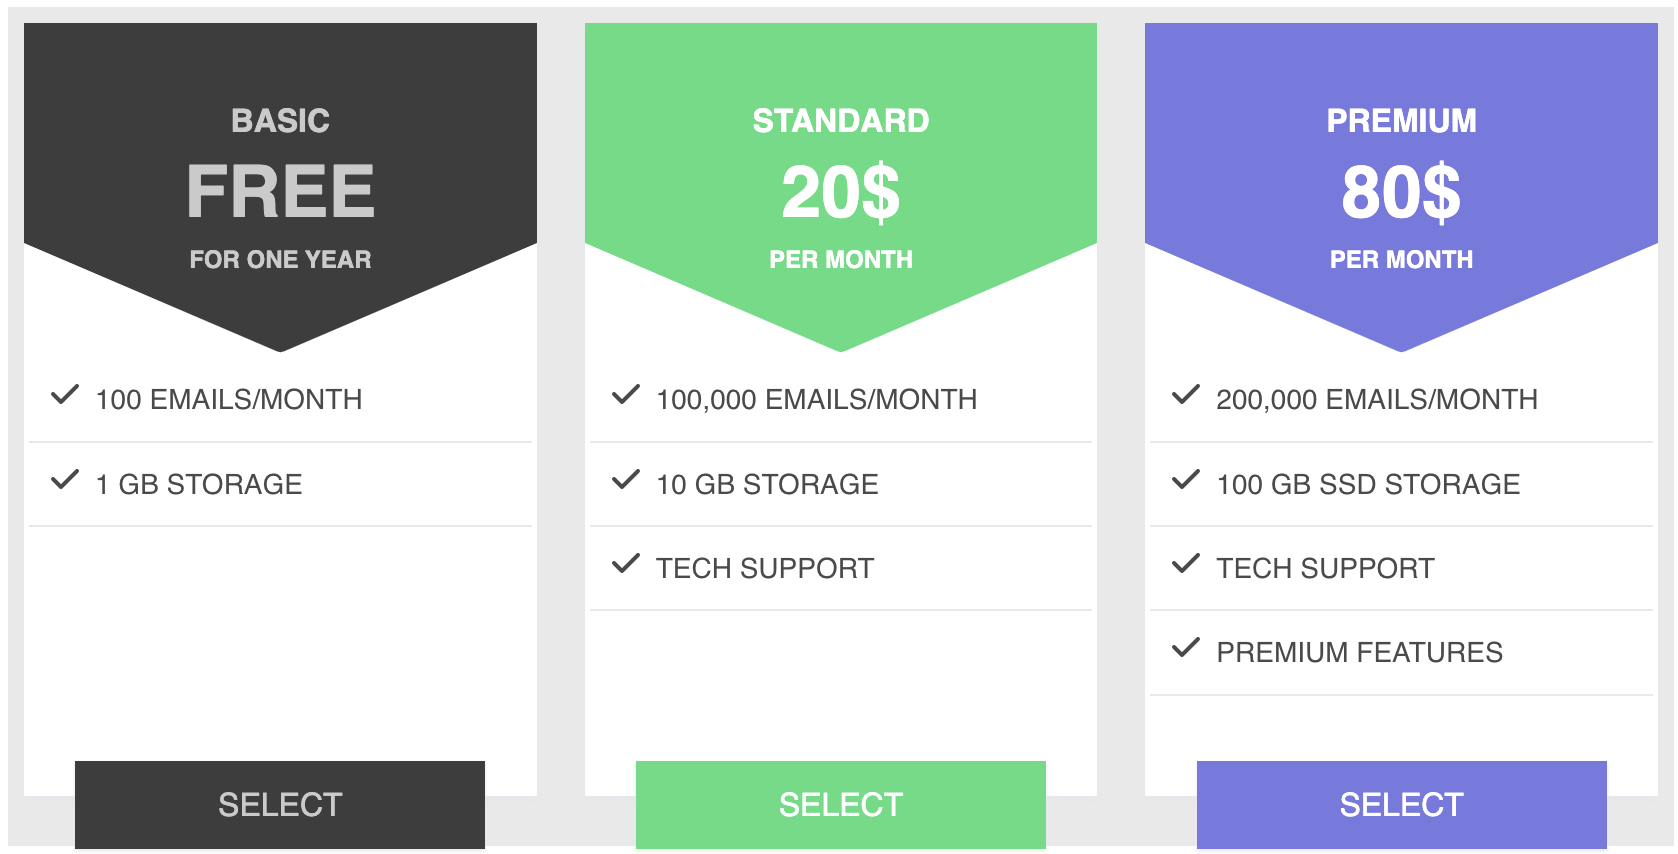 BASIC
FREE
FOR ONE YEAR
100 EMAILS/MONTH
1 GB STORAGE
SELECT
STANDARD
20$
PER MONTH
100,000 EMAILS/MONTH
10 GB STORAGE
TECH SUPPORT
SELECT
PREMIUM
80$
PER MONTH
200,000 EMAILS/MONTH
100 GB SSD STORAGE
TECH SUPPORT
PREMIUM FEATURES
SELECT